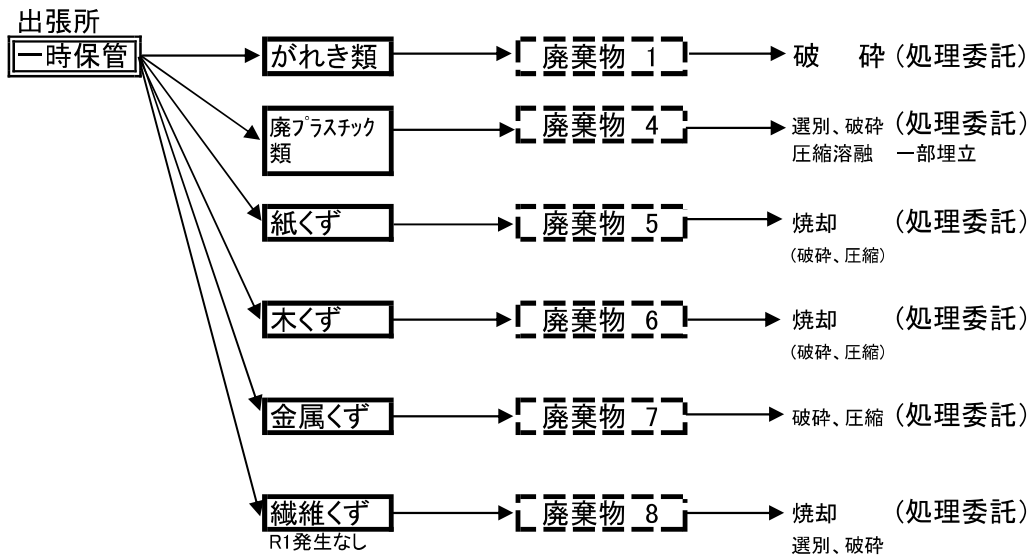 出張所
一時保管
がれき類 廃棄物 1 破 砕 (処理委託)
廃プラスチック
類
廃棄物 4 選別、破砕 (処理委託)
圧縮溶融 一部埋立
紙くず 廃棄物 5 焼却 (処理委託)
(破砕、圧縮)
木くず 廃棄物 6 焼却 (処理委託)
(破砕、圧縮)
金属くず 廃棄物 7 破砕、圧縮 (処理委託)
繊維くず 廃棄物 8 焼却 (処理委託)
R1発生なし 選別、破砕